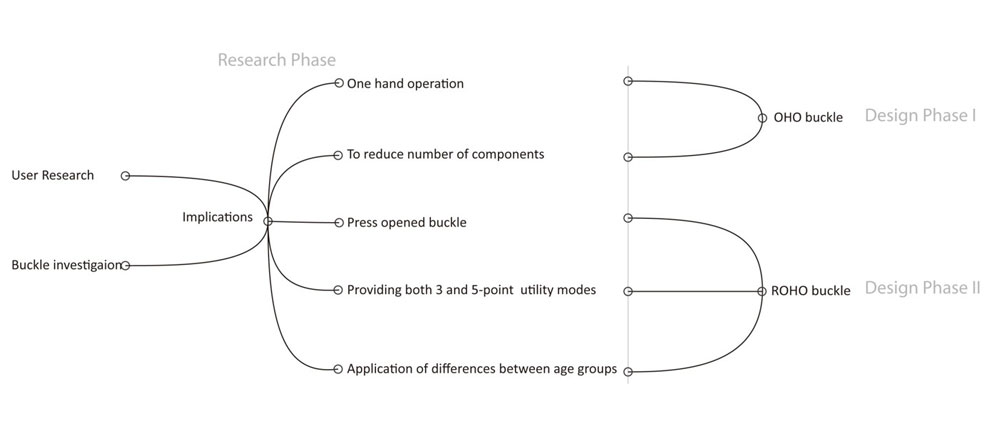 Research Phase
One hand operation
OHO buckle
Design Phase I
To reduce number of components
User Research
Implications
Press opened buckle
Buckle investigaion
Providing both 3 and 5-point utility modes
ROHO buckle
Design Phase II
Application of differences between age groups